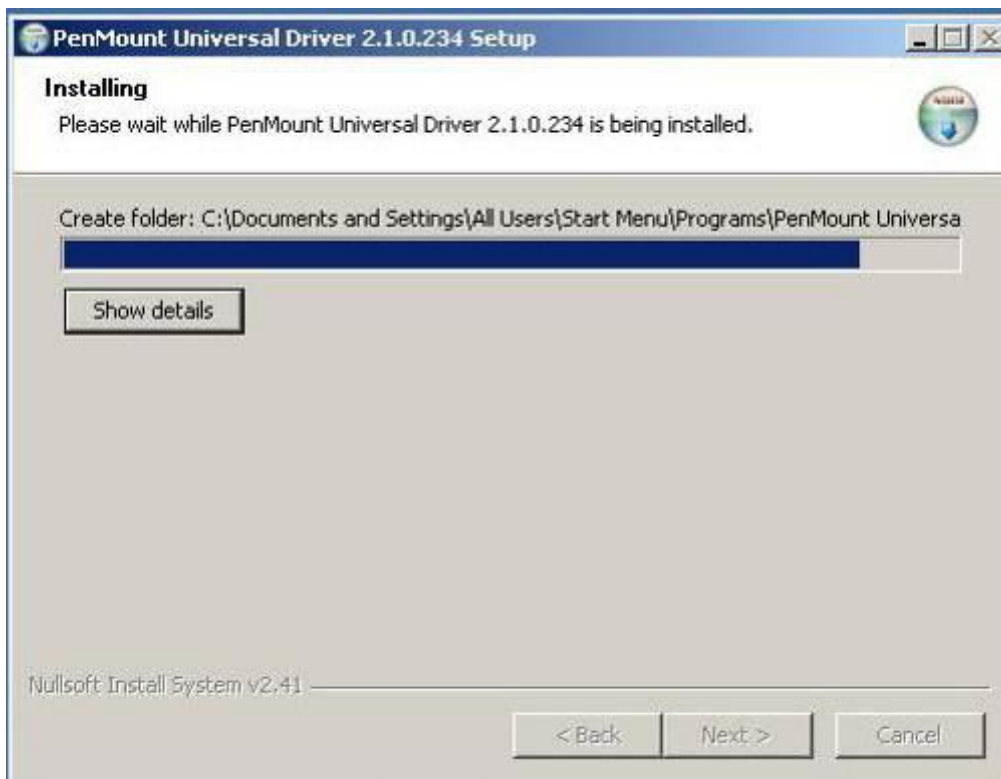 PenMount Universal Driver 2.1.0.234 Setup
Installing
Please wait while PenMount Universal Driver 2.1.0.234 is being installed.
Create folder: C:\Documents and Settings\All Users\Start Menu\Programs\PenMount Universa
Show details
Nullsoft Install System v2.41
< Back Next > Cancel